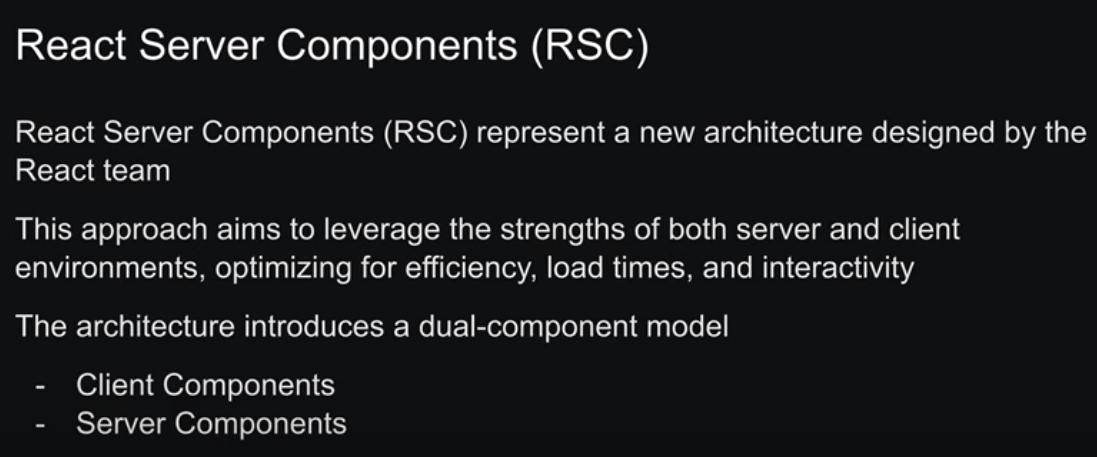 React Server Components (RSC)
React Server Components (RSC) represent a new architecture designed by the
React team
This approach aims to leverage the strengths of both server and client
environments, optimizing for efficiency, load times, and interactivity
The architecture introduces a dual-component model
- Client Components
- Server Components